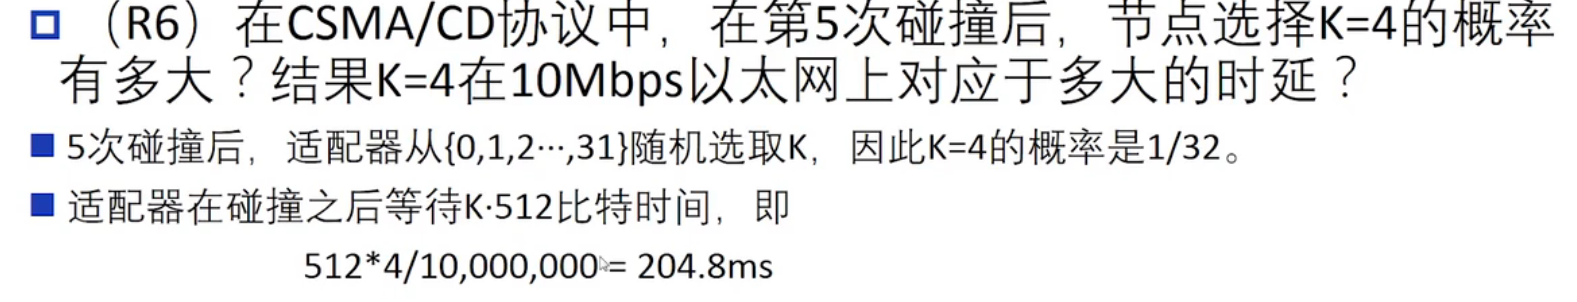 （R6）在CSMA/CD协议中，在第5次碰撞后，节点选择K=4的概率
有多大？结果K=4在10Mbps以太网上对应于多大的时延？
5次碰撞后，适配器从{0,1,2···,31}随机选取K，因此K=4的概率是1/32。
适配器在碰撞之后等待K·512比特时间，即
512*4/10,000,000= 204.8ms